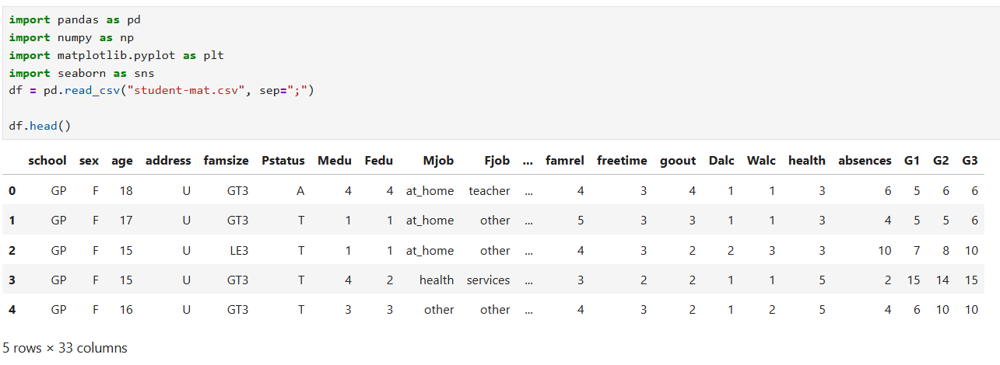 import pandas as pd
import numpy as np
import matplotlib.pyplot as plt
import seaborn as sns
df = pd.read_csv("student-mat.csv", sep=";")
df.head()
school sex age address famsize Pstatus Medu Fedu Mjob Fjob ... famrel freetime goout Dalc Walc health absences G1 G2 G3
0 GP F 18 U GT3 A 4 4 at_home teacher ... 4 3 4 1 1 3 6 5 6 6
1 GP F 17 U GT3 T 1 1 at_home other ... 5 3 3 1 1 3 4 5 5 6
2 GP F 15 U LE3 T 1 1 at_home other ... 4 3 2 2 3 3 10 7 8 10
3 GP F 15 U GT3 T 4 2 health services ... 3 2 2 1 1 5 2 15 14 15
4 GP F 16 U GT3 T 3 3 other other ... 4 3 2 1 2 5 4 6 10 10
5 rows × 33 columns